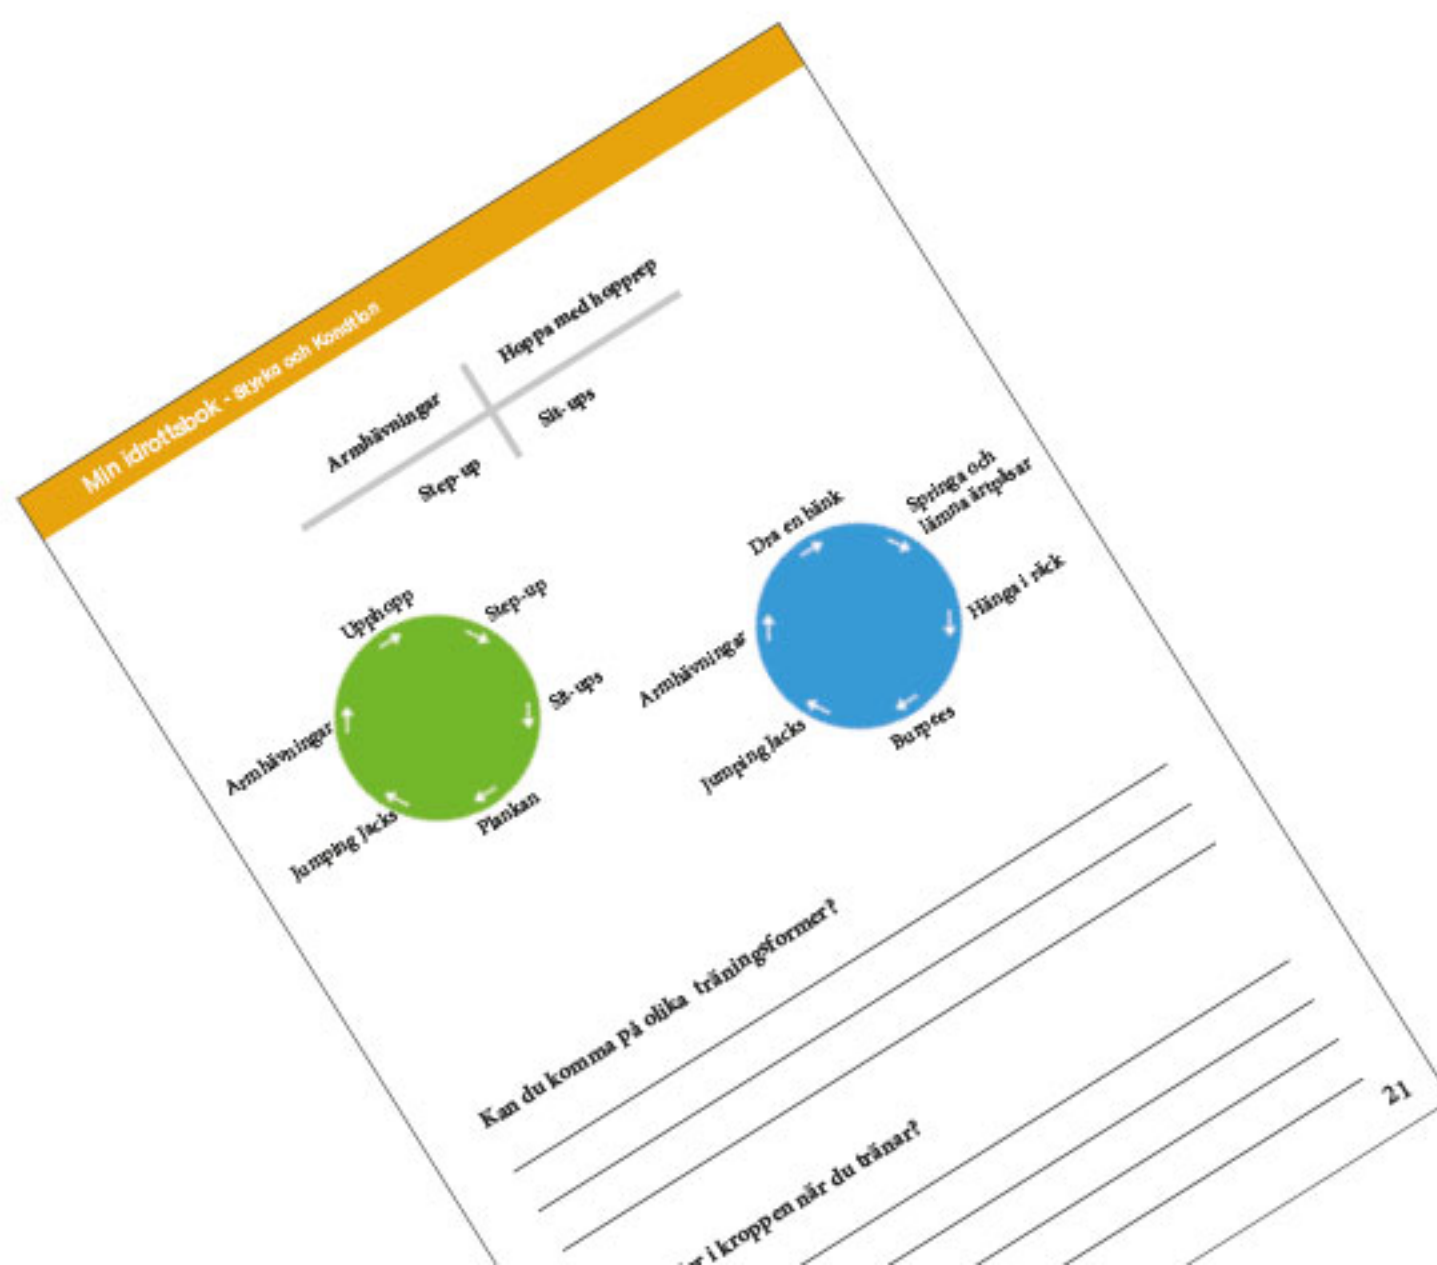 Min idrottsbok - Styrka och Kondtion
Armhävningar
Hoppa med hopprep
Step-up
Sit-ups
Upphopp
Step-up
Sit-ups
Plankan
Jumping Jacks
Armhävningar
Dra en bänk
Springa och
lämna ärtpåsar
Hänga i räck
Burpees
Jumping Jacks
Armhävningar
Kan du komma på olika träningsformer?
i kroppen när du tränar?
21